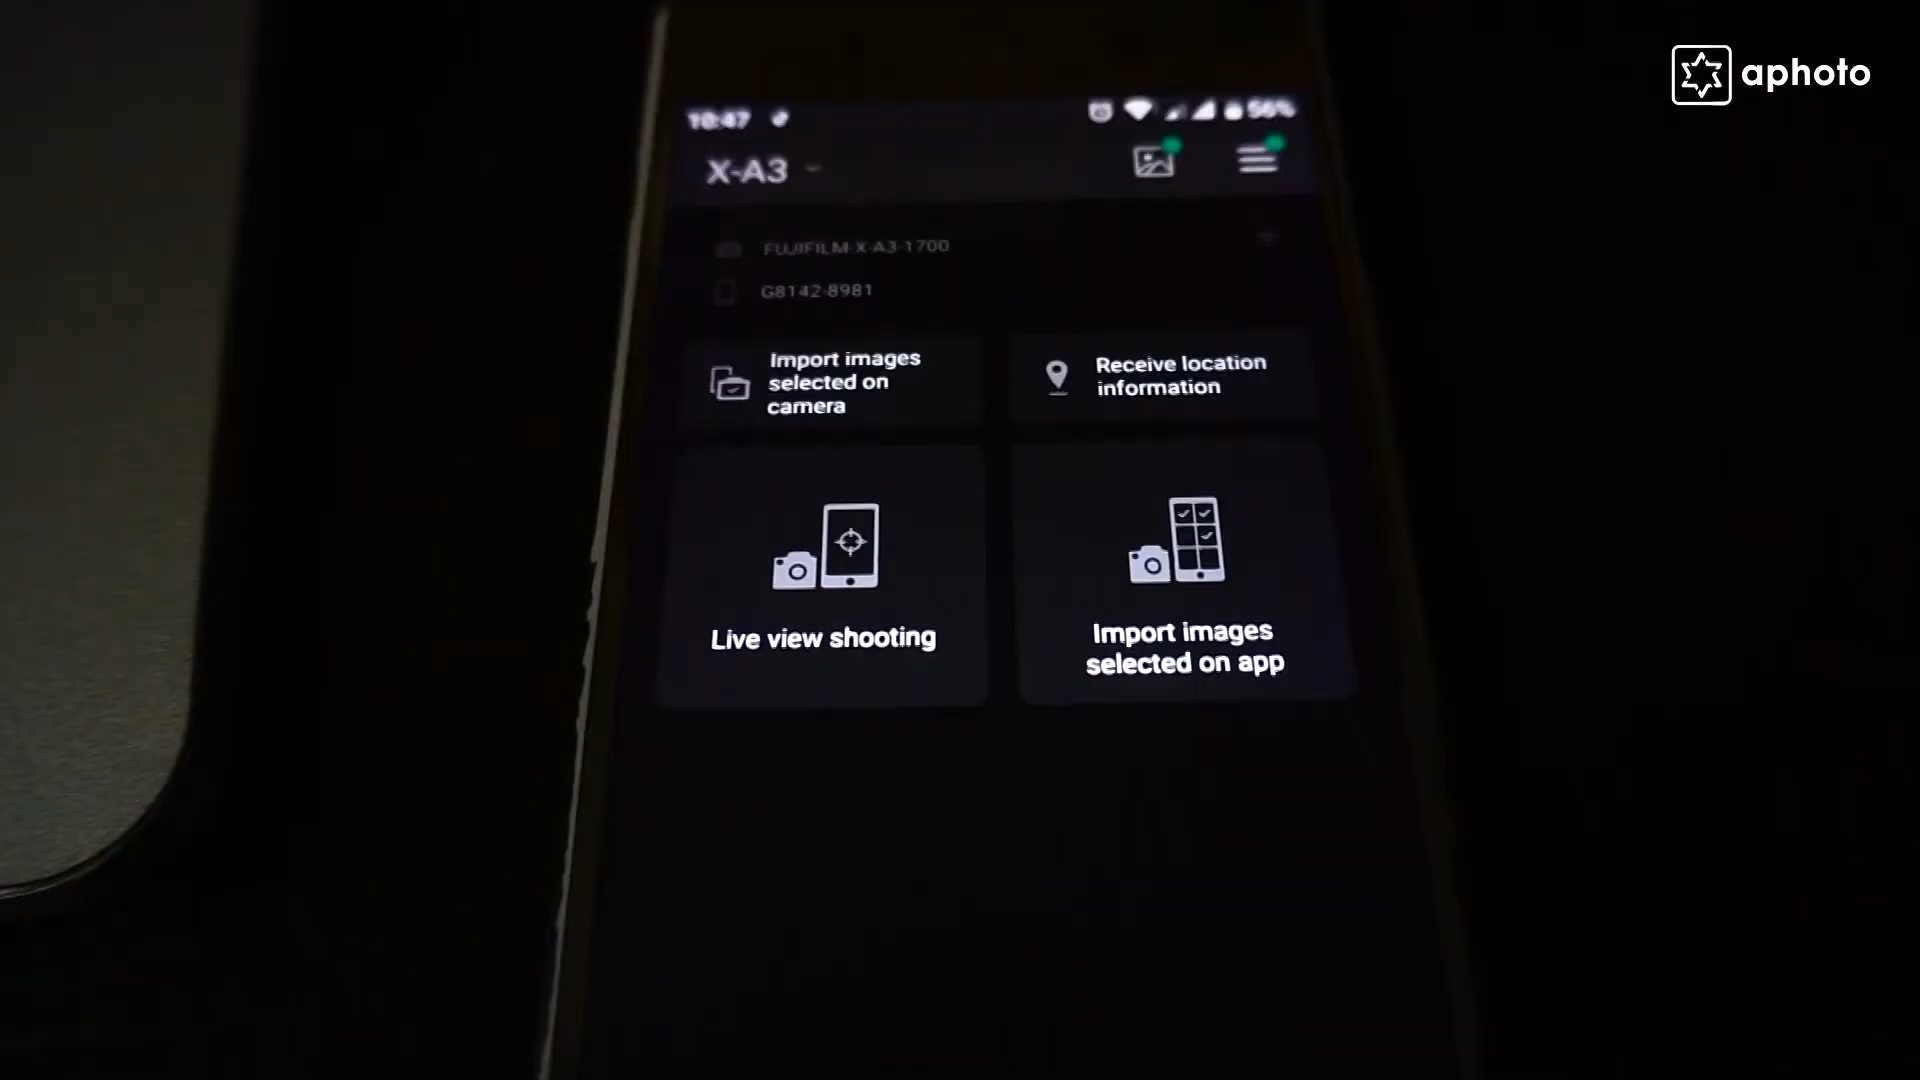 aphoto
10:47
56%
X-A3
FUJIFILM-X-A3-1700
G8142-8981
Import images
selected on
camera
Receive location
information
Live view shooting
Import images
selected on app